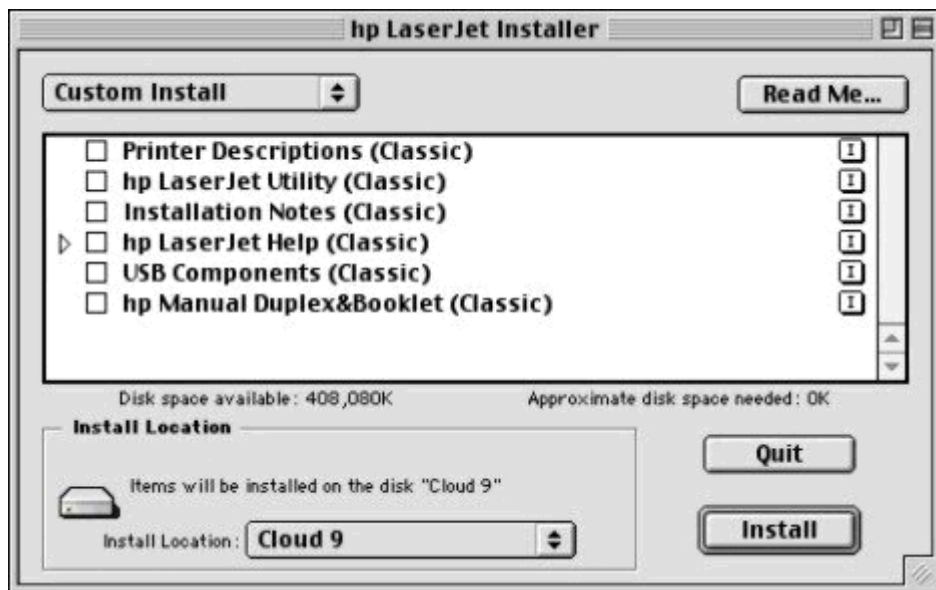 hp LaserJet Installer
Custom Install
Read Me...
Printer Descriptions (Classic)
hp LaserJet Utility (Classic)
Installation Notes (Classic)
hp LaserJet Help (Classic)
USB Components (Classic)
hp Manual Duplex&Booklet (Classic)
Disk space available: 408,080K
Approximate disk space needed: 0K
Install Location
Items will be installed on the disk "Cloud 9"
Install Location: Cloud 9
Quit
Install